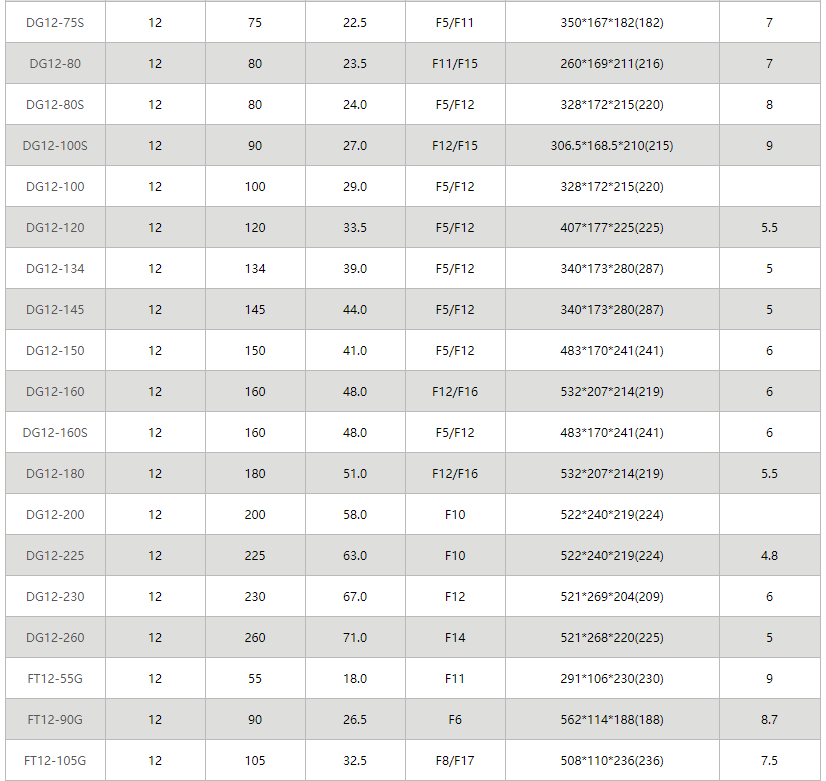 DG12-75S 12 75 22.5 F5/F11 350*167*182(182) 7
DG12-80 12 80 23.5 F11/F15 260*169*211(216) 7
DG12-80S 12 80 24.0 F5/F12 328*172*215(220) 8
DG12-100S 12 90 27.0 F12/F15 306.5*168.5*210(215) 9
DG12-100 12 100 29.0 F5/F12 328*172*215(220)
DG12-120 12 120 33.5 F5/F12 407*177*225(225) 5.5
DG12-134 12 134 39.0 F5/F12 340*173*280(287) 5
DG12-145 12 145 44.0 F5/F12 340*173*280(287) 5
DG12-150 12 150 41.0 F5/F12 483*170*241(241) 6
DG12-160 12 160 48.0 F12/F16 532*207*214(219) 6
DG12-160S 12 160 48.0 F5/F12 483*170*241(241) 6
DG12-180 12 180 51.0 F12/F16 532*207*214(219) 5.5
DG12-200 12 200 58.0 F10 522*240*219(224)
DG12-225 12 225 63.0 F10 522*240*219(224) 4.8
DG12-230 12 230 67.0 F12 521*269*204(209) 6
DG12-260 12 260 71.0 F14 521*268*220(225) 5
FT12-55G 12 55 18.0 F11 291*106*230(230) 9
FT12-90G 12 90 26.5 F6 562*114*188(188) 8.7
FT12-105G 12 105 32.5 F8/F17 508*110*236(236) 7.5